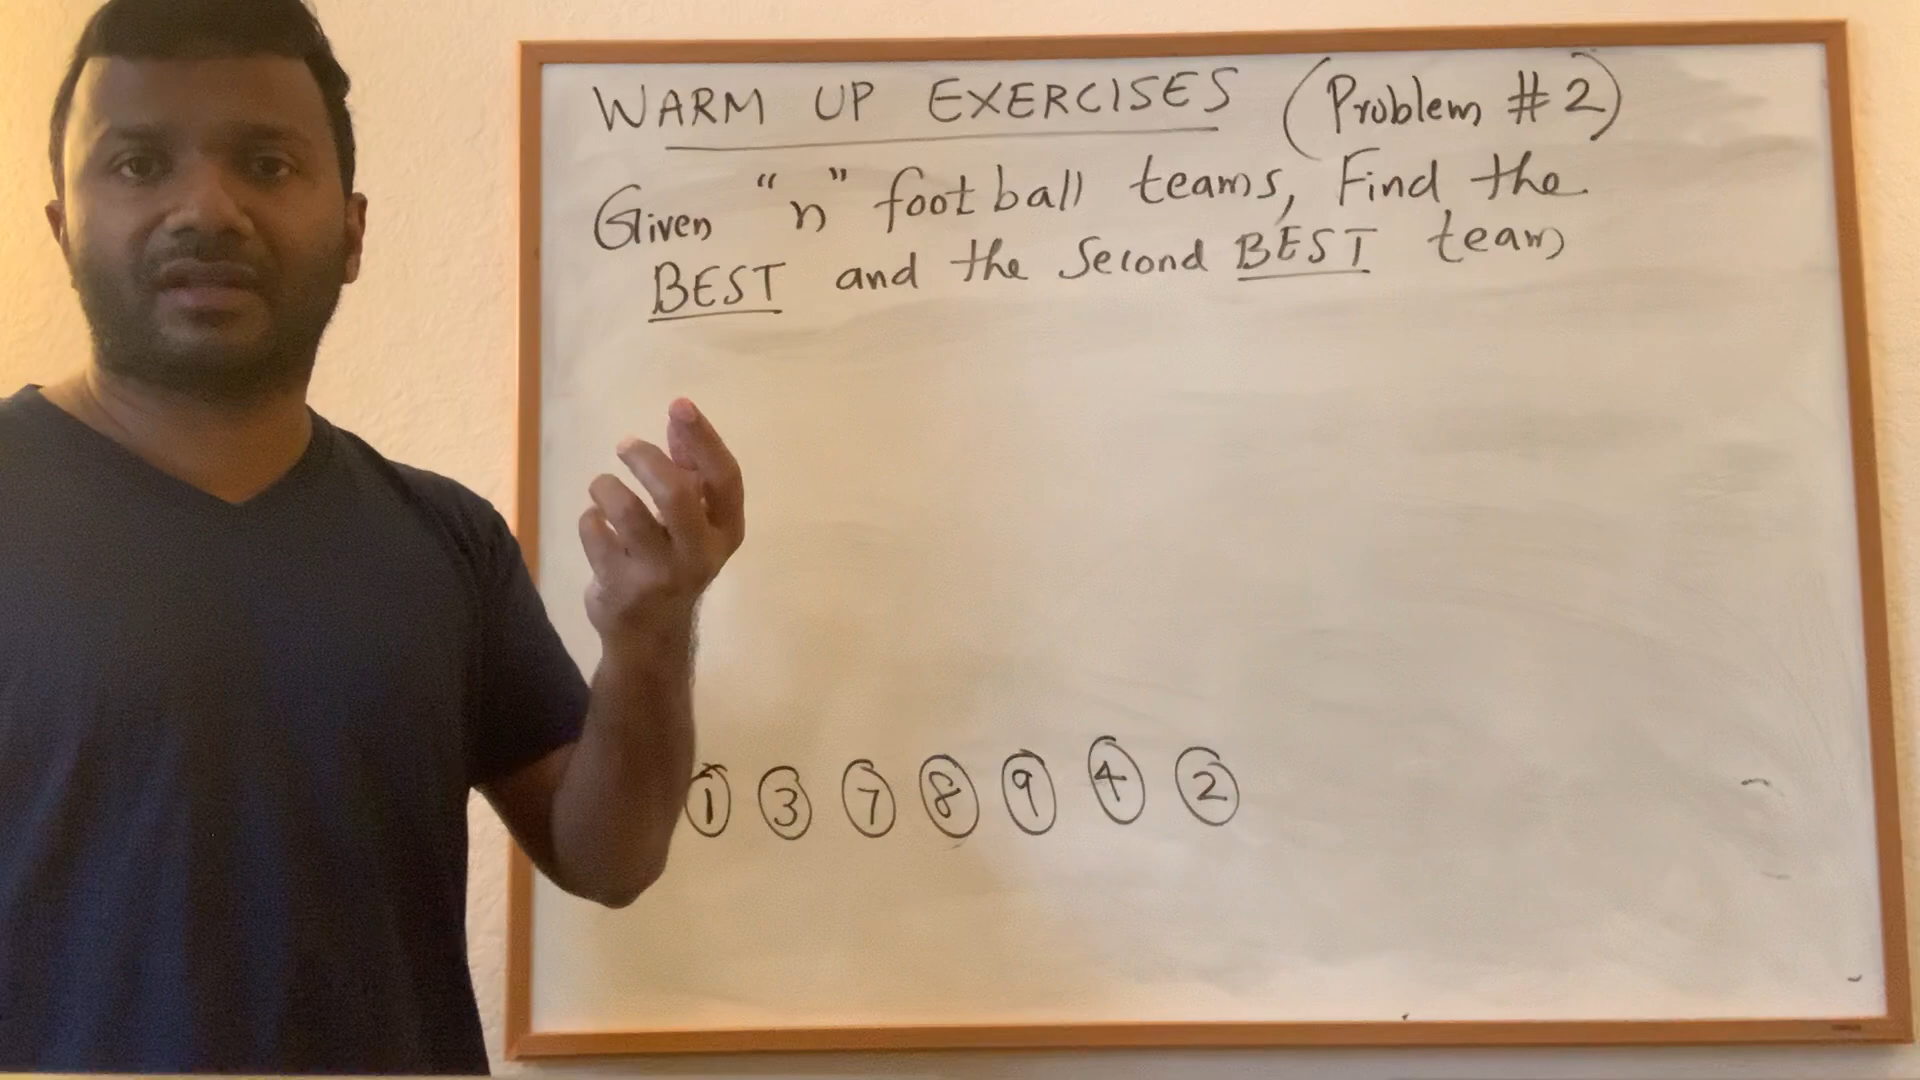 WARM UP EXERCISES (Problem #2)
Given "n" football teams, Find the
BEST and the Second BEST team
1 3 7 8 9 4 2